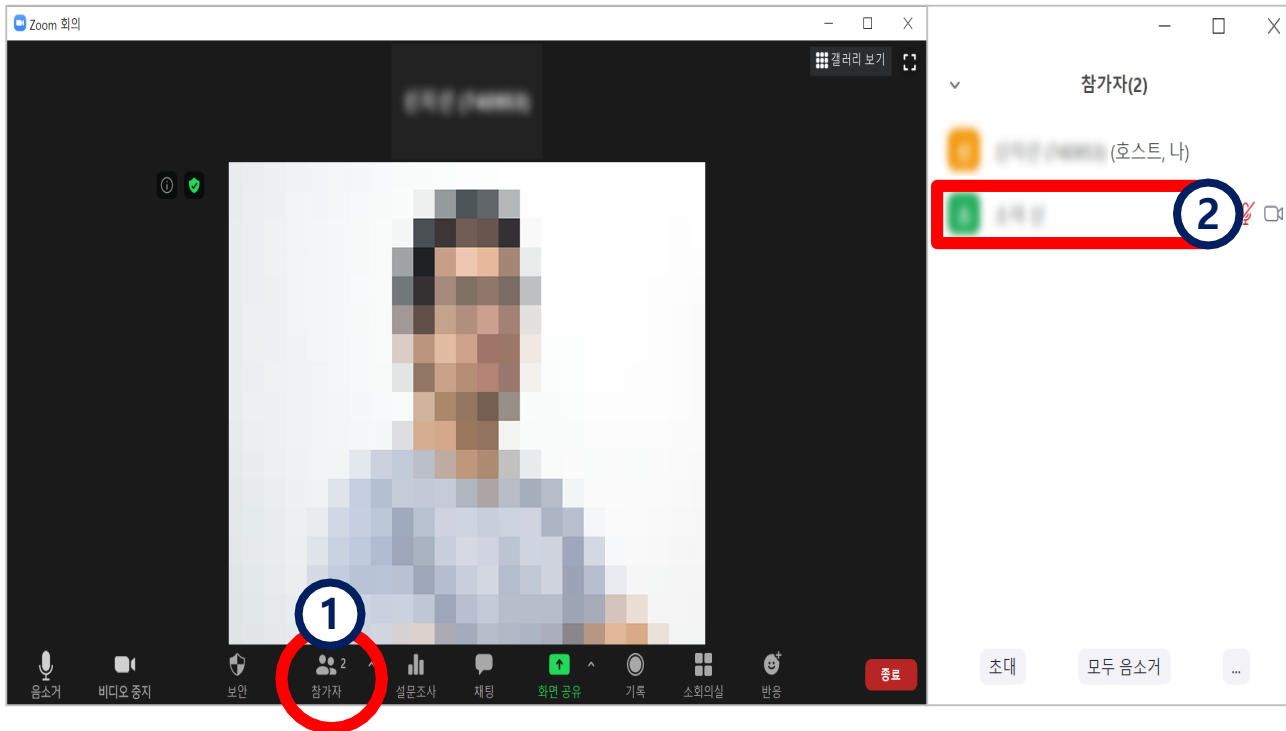 Zoom 회의
갤러리 보기
참가자(2)
(호스트, 나)
2
1
2
음소거
비디오 중지
보안
참가자
설문조사
채팅
화면 공유
기록
소회의실
반응
종료
초대
모두 음소거
...